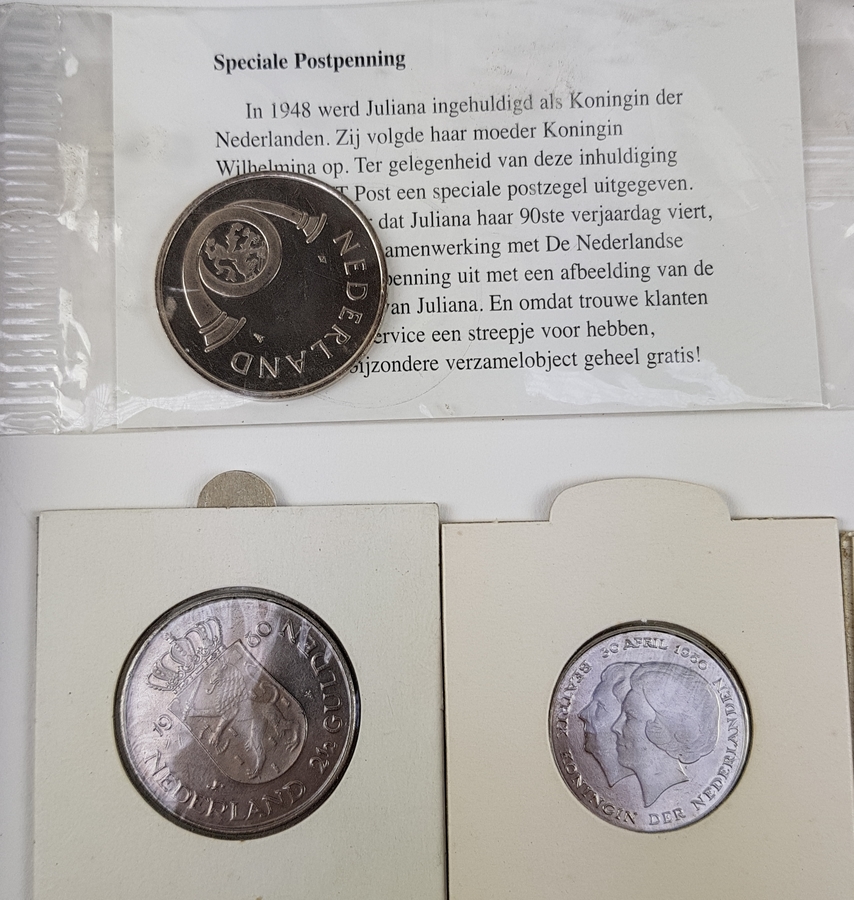 Speciale Postpenning
In 1948 werd Juliana ingehuldigd als Koningin der
Nederlanden. Zij volgde haar moeder Koningin
Wilhelmina op. Ter gelegenheid van deze inhuldiging
T Post een speciale postzegel uitgegeven.
dat Juliana haar 90ste verjaardag viert,
amenwerking met De Nederlandse
penning uit met een afbeelding van de
van Juliana. En omdat trouwe klanten
ervice een streepje voor hebben,
bijzondere verzamelobject geheel gratis!
NEDERLAND
19 80
NEDERLAND 2½ GULDEN
BEATRIX KONINGIN DER NEDERLANDEN
30 APRIL 1980